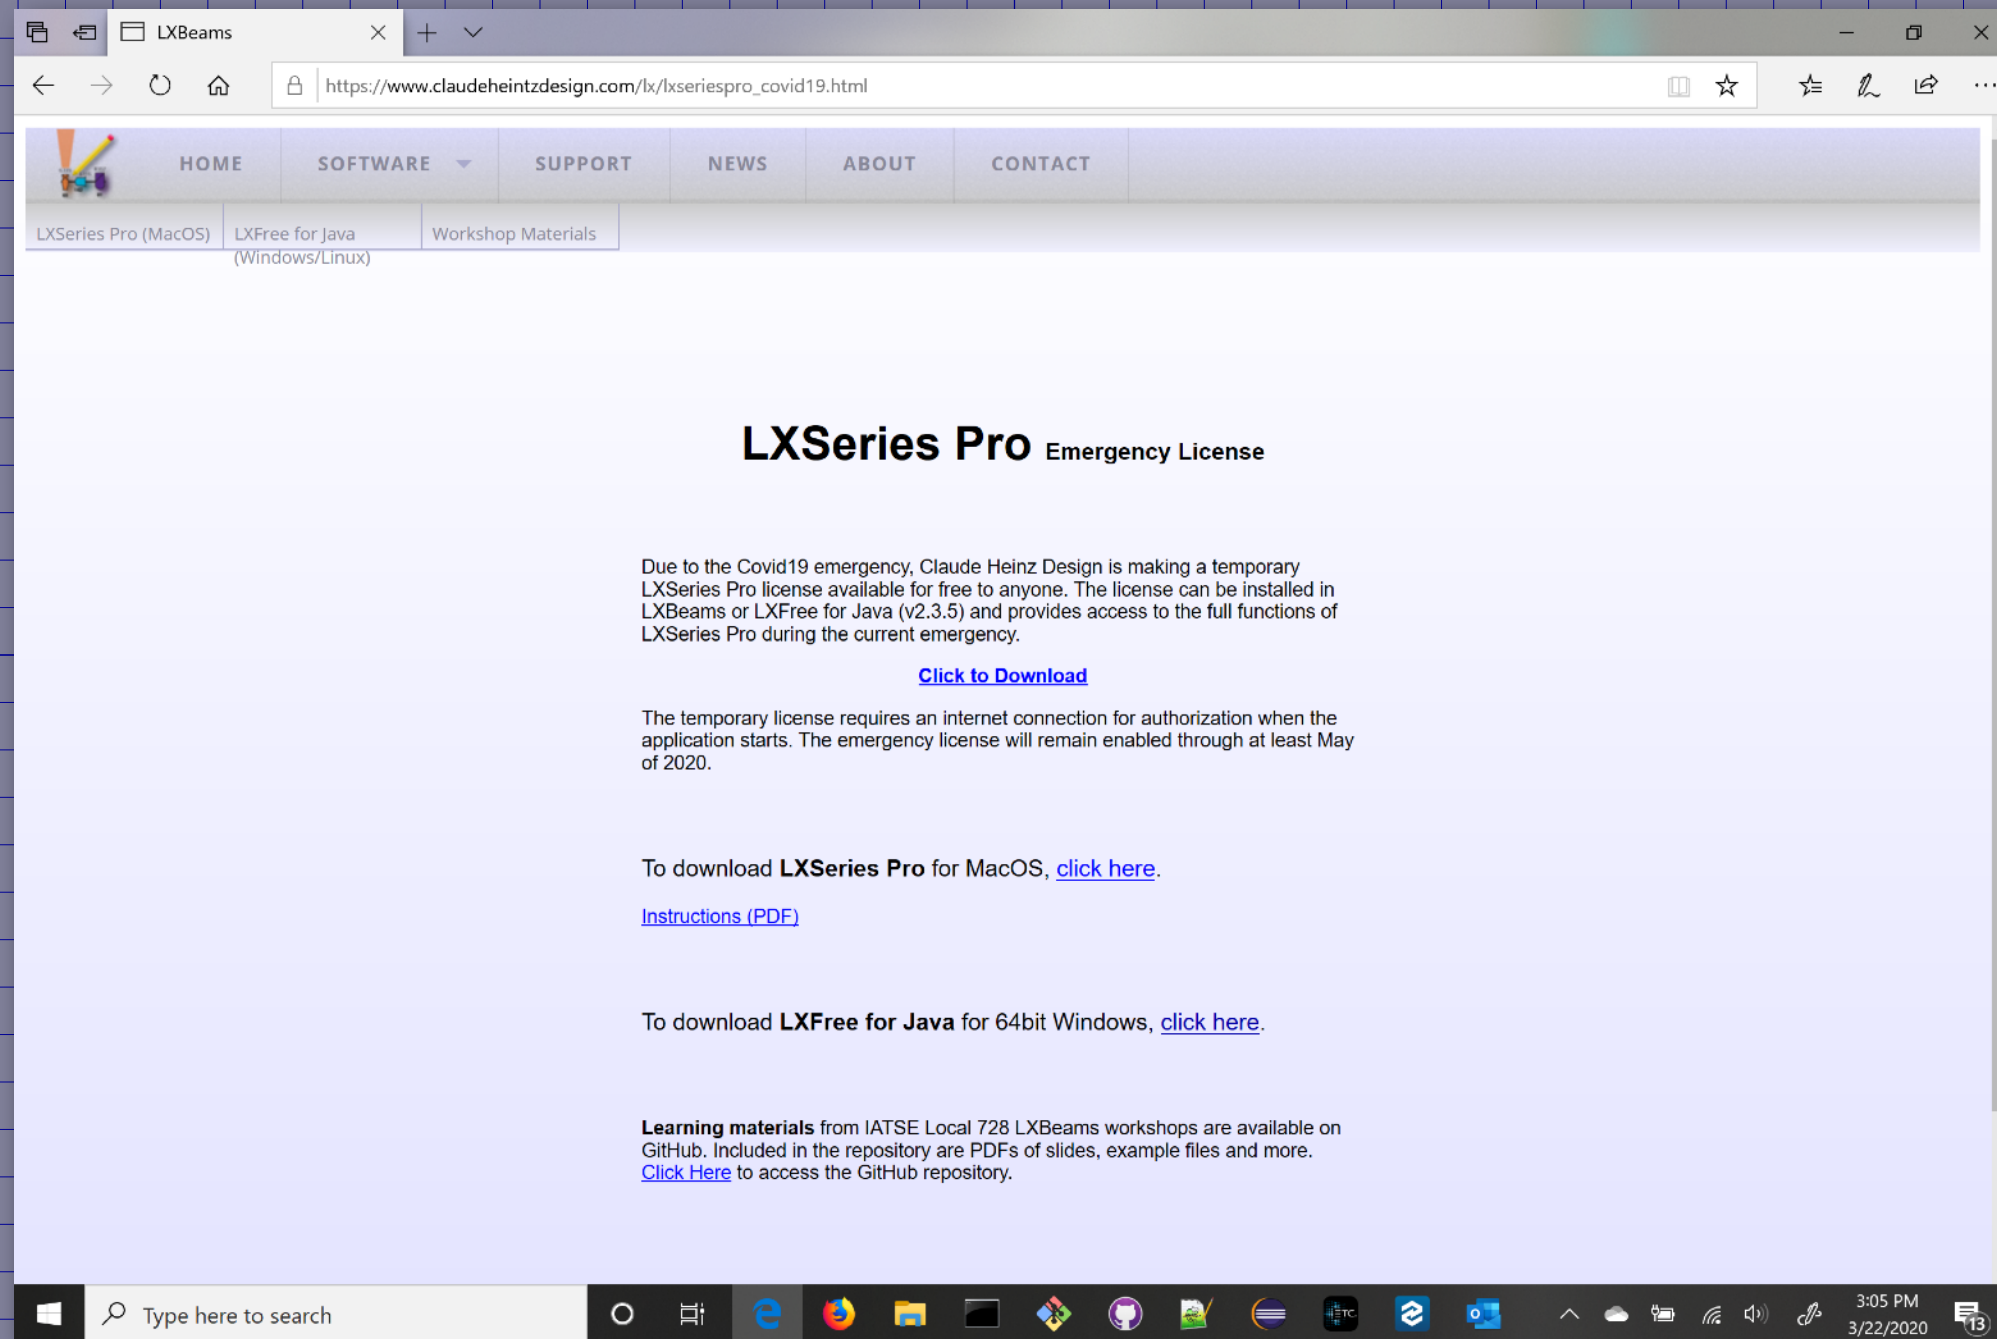 LXBeams
https://www.claudeheintzdesign.com/lx/lxseriespro_covid19.html
HOME SOFTWARE SUPPORT NEWS ABOUT CONTACT
LXSeries Pro (MacOS) LXFree for Java Workshop Materials
(Windows/Linux)
LXSeries Pro Emergency License
Due to the Covid19 emergency, Claude Heinz Design is making a temporary
LXSeries Pro license available for free to anyone. The license can be installed in
LXBeams or LXFree for Java (v2.3.5) and provides access to the full functions of
LXSeries Pro during the current emergency.
Click to Download
The temporary license requires an internet connection for authorization when the
application starts. The emergency license will remain enabled through at least May
of 2020.
To download LXSeries Pro for MacOS, click here.
Instructions (PDF)
To download LXFree for Java for 64bit Windows, click here.
Learning materials from IATSE Local 728 LXBeams workshops are available on
GitHub. Included in the repository are PDFs of slides, example files and more.
Click Here to access the GitHub repository.
Type here to search
ETC
3:05 PM
3/22/2020
13